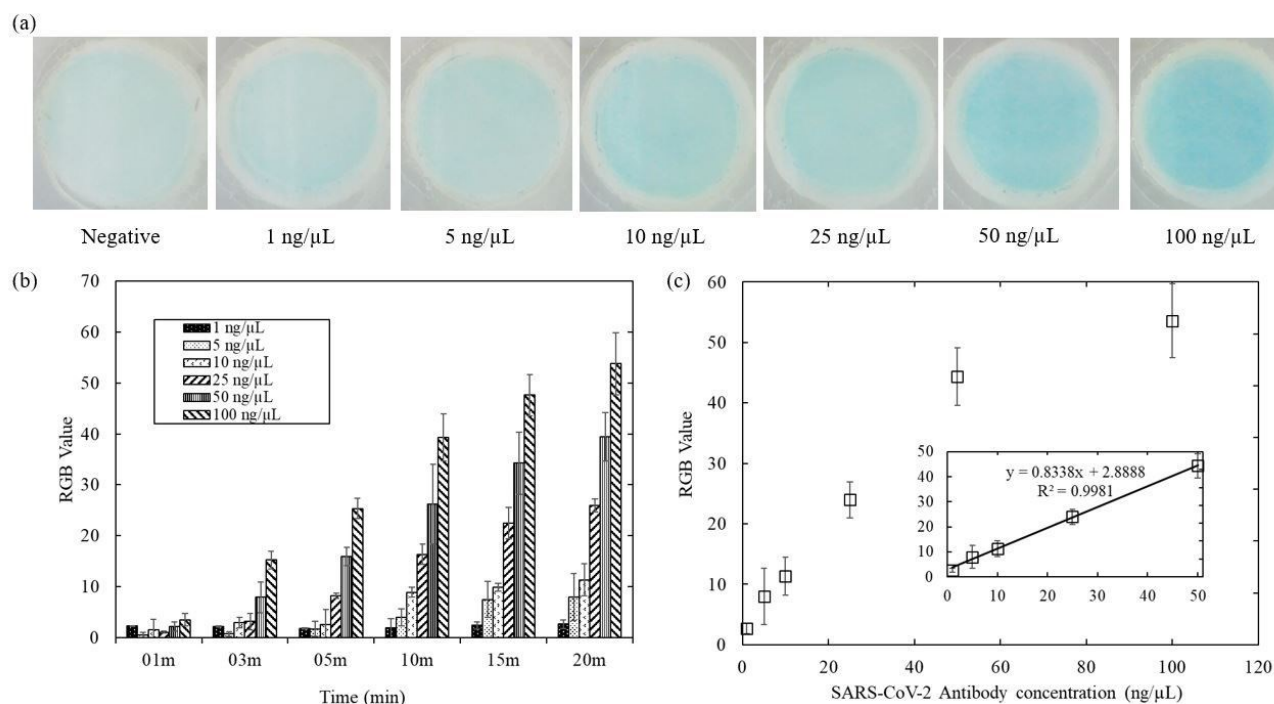 (a)
Negative 1 ng/µL 5 ng/µL 10 ng/µL 25 ng/µL 50 ng/µL 100 ng/µL
(b)
70
60
50
40
30
20
10
0
RGB Value
1 ng/µL
5 ng/µL
10 ng/µL
25 ng/µL
50 ng/µL
100 ng/µL
01m 03m 05m 10m 15m 20m
Time (min)
(c)
60
50
40
30
20
10
0
RGB Value
50
40
30
20
10
0
y = 0.8338x + 2.8888
R² = 0.9981
0 10 20 30 40 50
0 20 40 60 80 100 120
SARS-CoV-2 Antibody concentration (ng/µL)